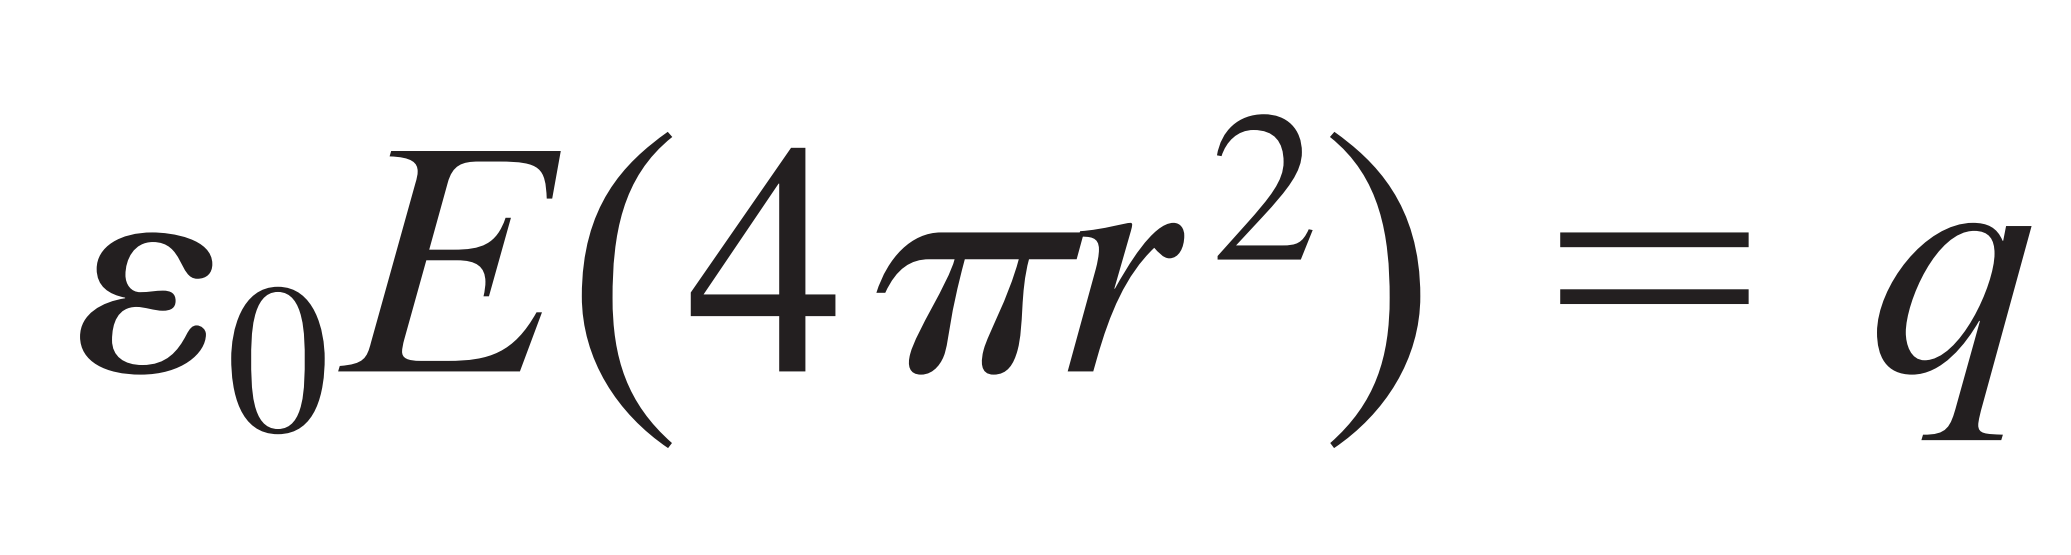 ε₀E(4πr²) = q